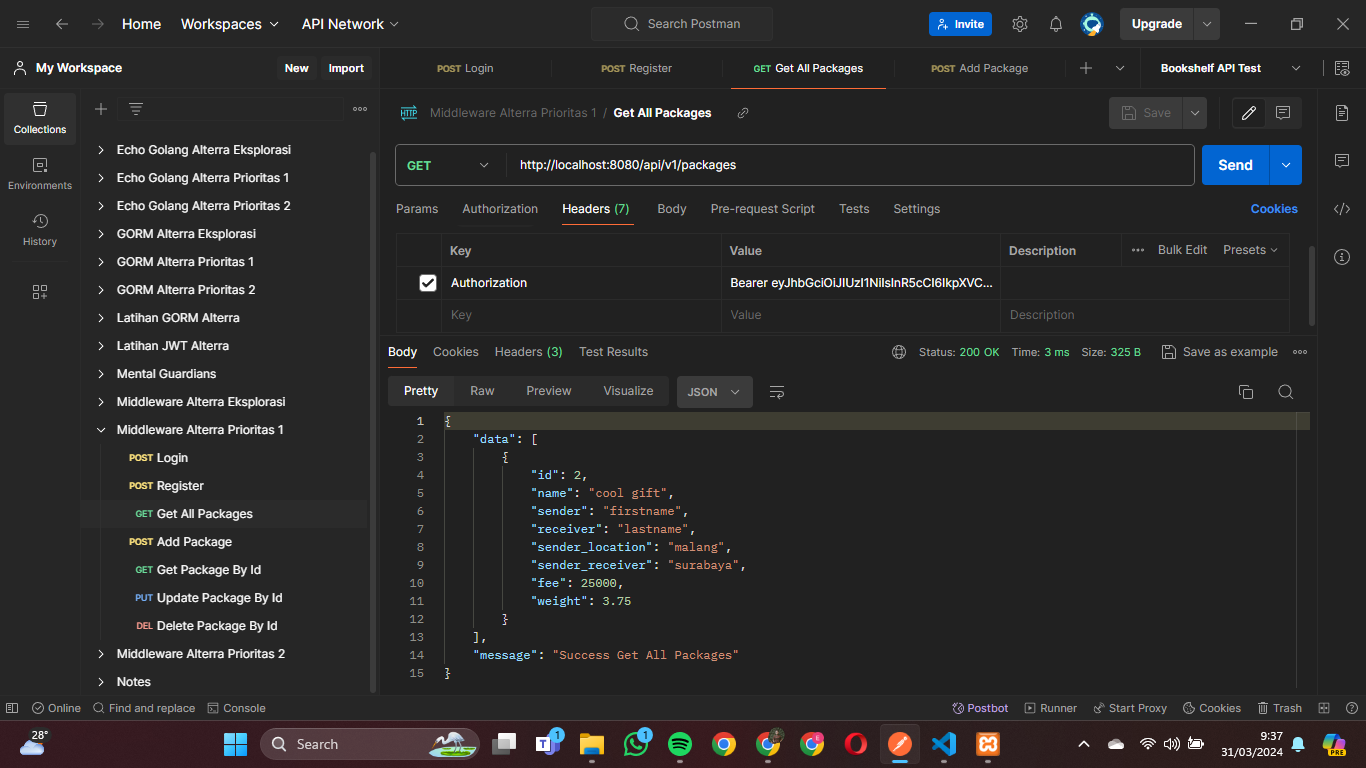 Home Workspaces API Network Search Postman Invite Upgrade
My Workspace New Import POST Login POST Register GET Get All Packages POST Add Package Bookshelf API Test
Collections
Environments
History
Echo Golang Alterra Eksplorasi
Echo Golang Alterra Prioritas 1
Echo Golang Alterra Prioritas 2
GORM Alterra Eksplorasi
GORM Alterra Prioritas 1
GORM Alterra Prioritas 2
Latihan GORM Alterra
Latihan JWT Alterra
Mental Guardians
Middleware Alterra Eksplorasi
Middleware Alterra Prioritas 1
POST Login
POST Register
GET Get All Packages
POST Add Package
GET Get Package By Id
PUT Update Package By Id
DEL Delete Package By Id
Middleware Alterra Prioritas 2
Notes
HTTP Middleware Alterra Prioritas 1 / Get All Packages Save
GET http://localhost:8080/api/v1/packages Send
Params Authorization Headers (7) Body Pre-request Script Tests Settings Cookies
Key Value Description Bulk Edit Presets
Authorization Bearer eyJhbGciOiJIUzI1NiIsInR5cCI6IkpXVC...
Key Value Description
Body Cookies Headers (3) Test Results Status: 200 OK Time: 3 ms Size: 325 B Save as example
Pretty Raw Preview Visualize JSON
1 {
2 "data": [
3 {
4 "id": 2,
5 "name": "cool gift",
6 "sender": "firstname",
7 "receiver": "lastname",
8 "sender_location": "malang",
9 "sender_receiver": "surabaya",
10 "fee": 25000,
11 "weight": 3.75
12 }
13 ],
14 "message": "Success Get All Packages"
15 }
Online Find and replace Console Postbot Runner Start Proxy Cookies Trash
28° Search 1 1 9:37
31/03/2024
PRE